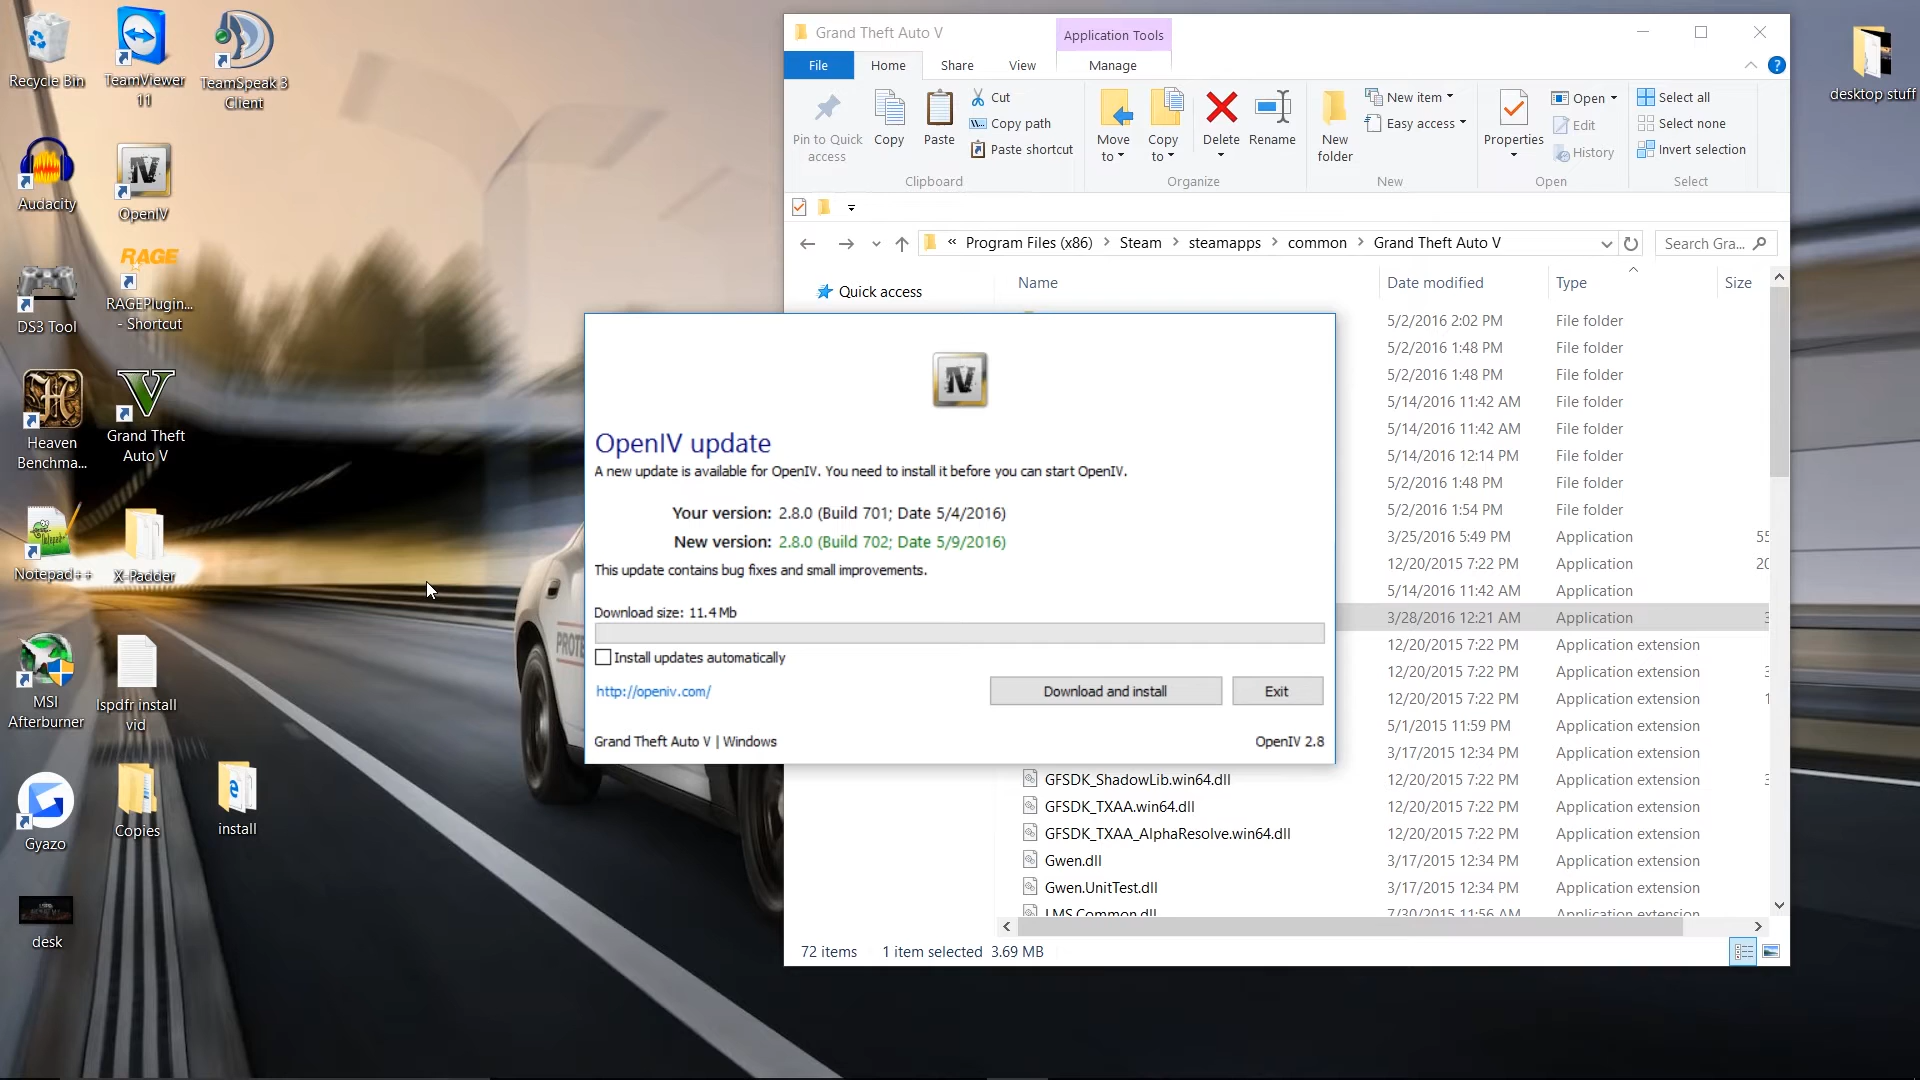 Recycle Bin
TeamViewer
11
TeamSpeak 3
Client
Audacity
OpenIV
DS3 Tool
RAGE
RAGEPlugin...
- Shortcut
Heaven
Benchma...
Grand Theft
Auto V
Notepad++
X-Padder
MSI
Afterburner
lspdfr install
vid
Gyazo
Copies
install
desk
desktop stuff
Grand Theft Auto V
Application Tools
File
Home
Share
View
Manage
Pin to Quick
access
Copy
Paste
Cut
Copy path
Paste shortcut
Clipboard
Move
to
Copy
to
Delete
Rename
Organize
New
folder
New item
Easy access
New
Properties
Open
Edit
History
Open
Select all
Select none
Invert selection
Select
« Program Files (x86) > Steam > steamapps > common > Grand Theft Auto V
Search Gra...
Quick access
Name
Date modified
Type
Size
5/2/2016 2:02 PM File folder
5/2/2016 1:48 PM File folder
5/2/2016 1:48 PM File folder
5/14/2016 11:42 AM File folder
5/14/2016 11:42 AM File folder
5/14/2016 12:14 PM File folder
5/2/2016 1:48 PM File folder
5/2/2016 1:54 PM File folder
3/25/2016 5:49 PM Application 55
12/20/2015 7:22 PM Application 20
5/14/2016 11:42 AM Application
3/28/2016 12:21 AM Application 3
12/20/2015 7:22 PM Application extension
12/20/2015 7:22 PM Application extension 3
12/20/2015 7:22 PM Application extension 1
5/1/2015 11:59 PM Application extension
3/17/2015 12:34 PM Application extension
GFSDK_ShadowLib.win64.dll 12/20/2015 7:22 PM Application extension 3
GFSDK_TXAA.win64.dll 12/20/2015 7:22 PM Application extension
GFSDK_TXAA_AlphaResolve.win64.dll 12/20/2015 7:22 PM Application extension
Gwen.dll 3/17/2015 12:34 PM Application extension
Gwen.UnitTest.dll 3/17/2015 12:34 PM Application extension
LMS.Common.dll 7/30/2015 11:56 AM Application extension
72 items 1 item selected 3.69 MB
OpenIV update
A new update is available for OpenIV. You need to install it before you can start OpenIV.
Your version: 2.8.0 (Build 701; Date 5/4/2016)
New version: 2.8.0 (Build 702; Date 5/9/2016)
This update contains bug fixes and small improvements.
Download size: 11.4 Mb
Install updates automatically
http://openiv.com/
Download and install
Exit
Grand Theft Auto V | Windows
OpenIV 2.8